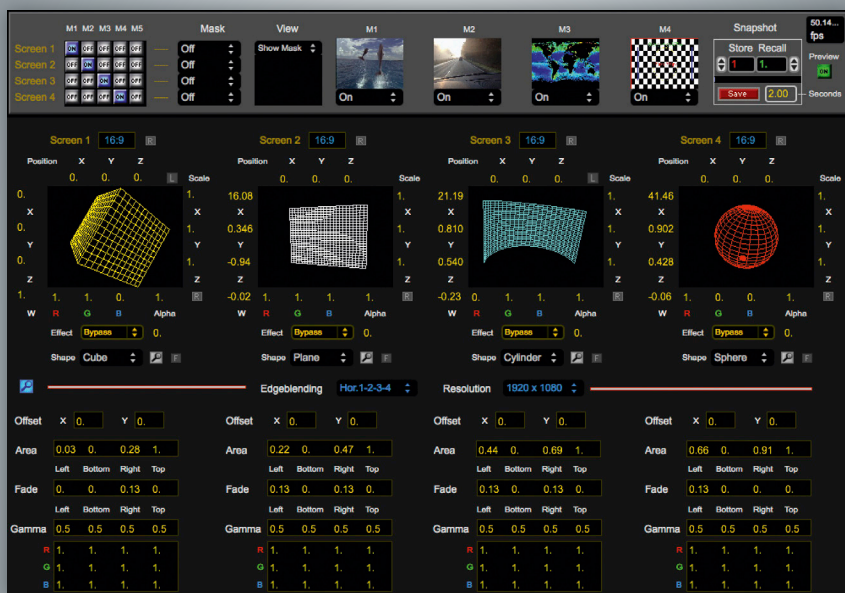 M1 M2 M3 M4 M5 Mask View M1 M2 M3 M4 Snapshot 50.14... fps
Screen 1 ON OFF OFF OFF OFF Off Show Mask Store Recall
Screen 2 OFF ON OFF OFF OFF Off 1 1. Preview
Screen 3 OFF OFF ON OFF OFF Off ON
Screen 4 OFF OFF OFF ON OFF Off On On On On Save 2.00 Seconds
Screen 1 16:9 R Screen 2 16:9 R Screen 3 16:9 R Screen 4 16:9 R
Position X Y Z Position X Y Z Position X Y Z Position X Y Z
0. 0. 0. L Scale 0. 0. 0. Scale 0. 0. 0. L Scale 0. 0. 0. Scale
0. 1. 16.08 1. 21.19 1. 41.46 1.
X X X X X X X X
0. 1. 0.346 1. 0.810 1. 0.902 1.
Y Y Y Y Y Y Y Y
0. 1. -0.94 1. 0.540 1. 0.428 1.
Z Z Z Z Z Z Z Z
1. 1. 1. 0. 1. R -0.02 1. 1. 1. 1. R -0.23 0. 1. 1. 1. R -0.06 1. 0. 0. 1. R
W R G B Alpha W R G B Alpha W R G B Alpha W R G B Alpha
Effect Bypass 0. Effect Bypass 0. Effect Bypass 0. Effect Bypass 0.
Shape Cube F Shape Plane F Shape Cylinder F Shape Sphere F
Edgeblending Hor.1-2-3-4 Resolution 1920 x 1080
Offset X 0. Y 0. Offset X 0. Y 0. Offset X 0. Y 0. Offset X 0. Y 0.
Area 0.03 0. 0.28 1. Area 0.22 0. 0.47 1. Area 0.44 0. 0.69 1. Area 0.66 0. 0.91 1.
Left Bottom Right Top Left Bottom Right Top Left Bottom Right Top Left Bottom Right Top
Fade 0. 0. 0.13 0. Fade 0.13 0. 0.13 0. Fade 0.13 0. 0.13 0. Fade 0.13 0. 0. 0.
Left Bottom Right Top Left Bottom Right Top Left Bottom Right Top Left Bottom Right Top
Gamma 0.5 0.5 0.5 0.5 Gamma 0.5 0.5 0.5 0.5 Gamma 0.5 0.5 0.5 0.5 Gamma 0.5 0.5 0.5 0.5
R 1. 1. 1. 1. R 1. 1. 1. 1. R 1. 1. 1. 1. R 1. 1. 1. 1.
G 1. 1. 1. 1. G 1. 1. 1. 1. G 1. 1. 1. 1. G 1. 1. 1. 1.
B 1. 1. 1. 1. B 1. 1. 1. 1. B 1. 1. 1. 1. B 1. 1. 1. 1.